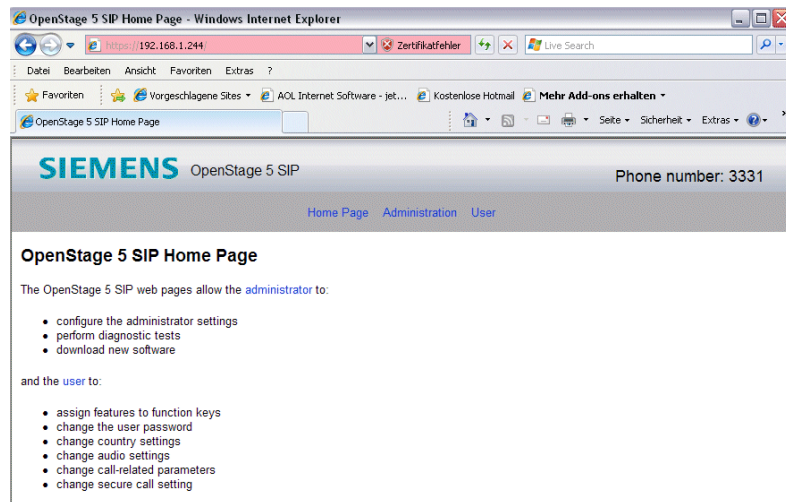 OpenStage 5 SIP Home Page - Windows Internet Explorer
https://192.168.1.244/
Zertifikatfehler
Live Search
Datei Bearbeiten Ansicht Favoriten Extras ?
Favoriten Vorgeschlagene Sites AOL Internet Software - jet... Kostenlose Hotmail Mehr Add-ons erhalten
OpenStage 5 SIP Home Page
Seite Sicherheit Extras
SIEMENS OpenStage 5 SIP
Phone number: 3331
Home Page Administration User
OpenStage 5 SIP Home Page
The OpenStage 5 SIP web pages allow the administrator to:
• configure the administrator settings
• perform diagnostic tests
• download new software
and the user to:
• assign features to function keys
• change the user password
• change country settings
• change audio settings
• change call-related parameters
• change secure call setting